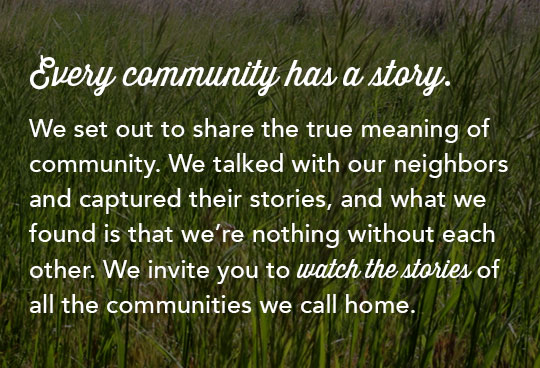 Every community has a story.
We set out to share the true meaning of
community. We talked with our neighbors
and captured their stories, and what we
found is that we’re nothing without each
other. We invite you to watch the stories of
all the communities we call home.